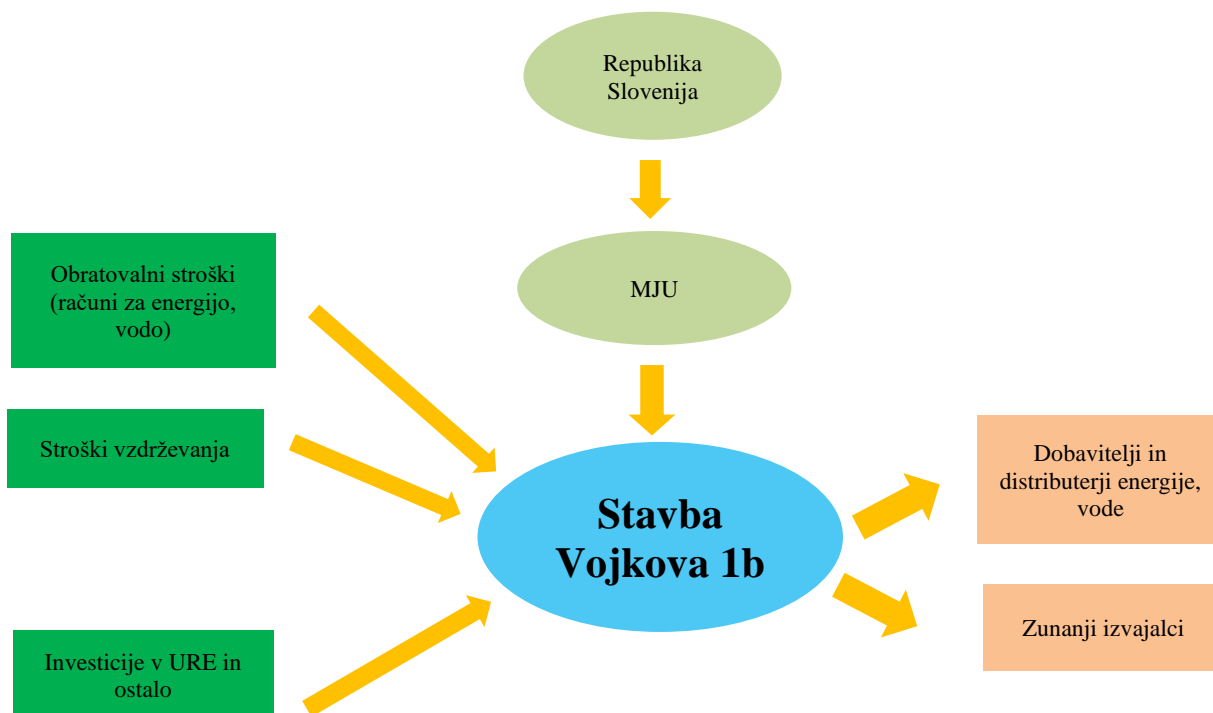 Republika
Slovenija
MJU
Obratovalni stroški
(računi za energijo,
vodo)
Stroški vzdrževanja
Investicije v URE in
ostalo
Stavba
Vojkova 1b
Dobavitelji in
distributerji energije,
vode
Zunanji izvajalci